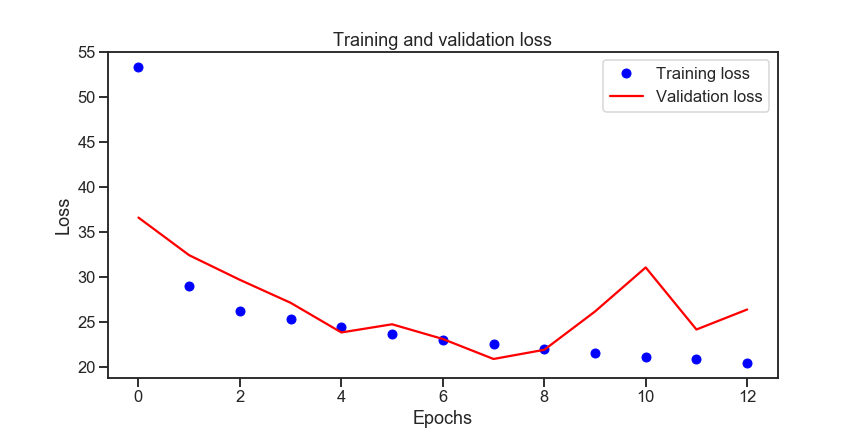 Training and validation loss
Training loss
Validation loss
Loss
55
50
45
40
35
30
25
20
0 2 4 6 8 10 12
Epochs